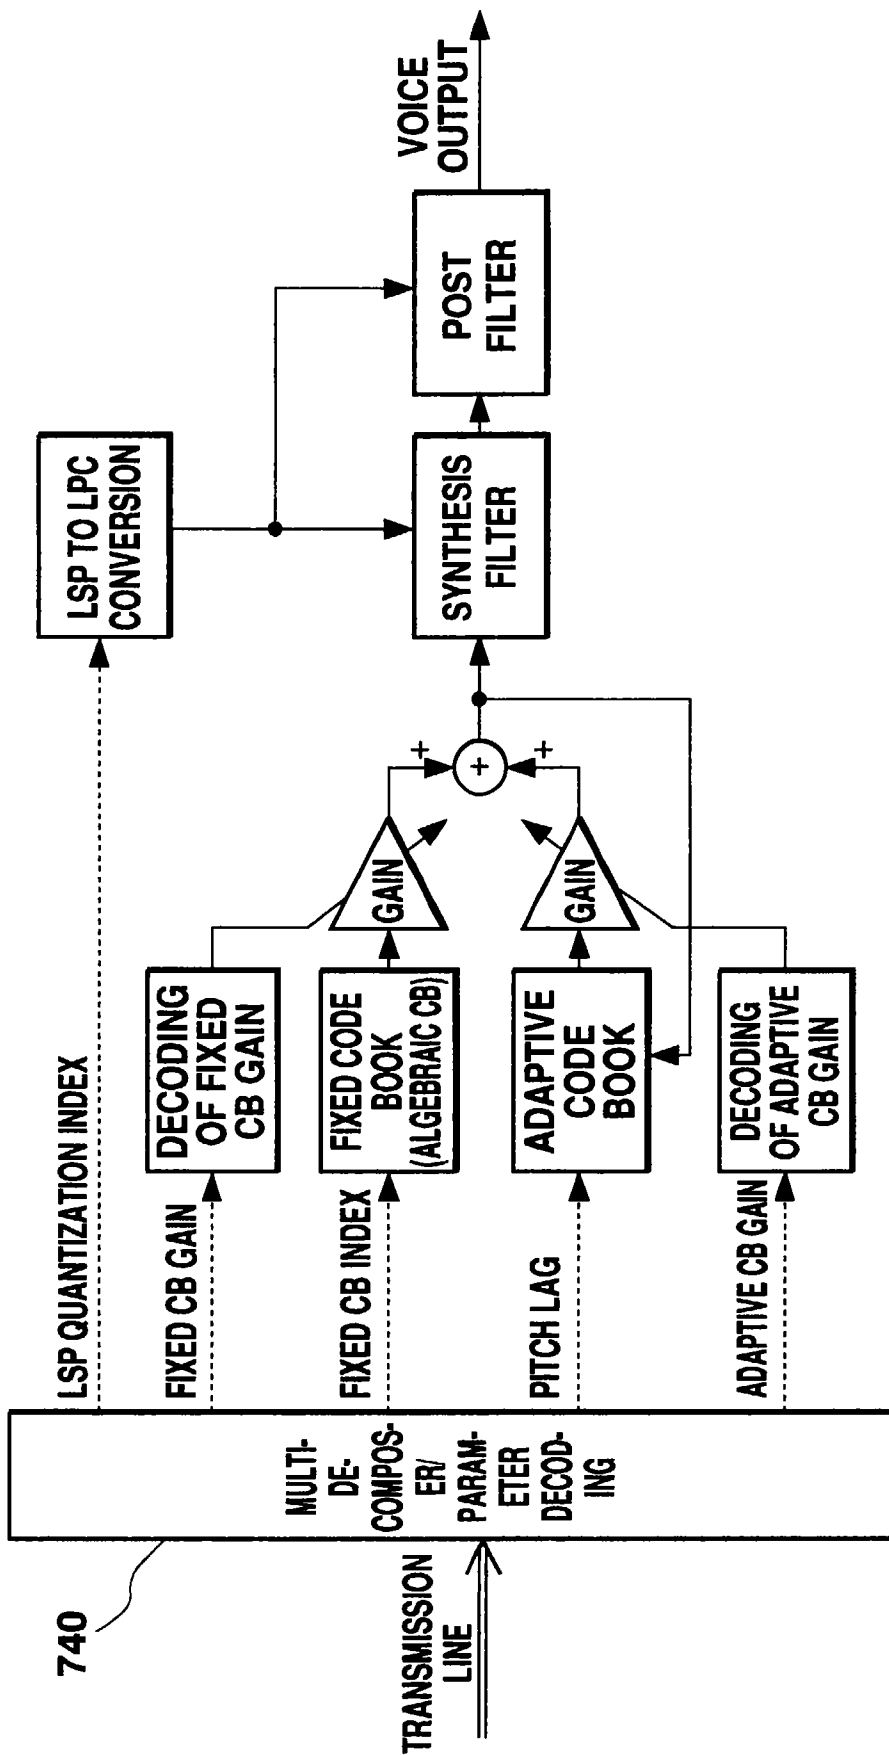 740
TRANSMISSION
LINE
MULTI-
DE-
COMPOS-
ER/
PARAM-
ETER
DECOD-
ING
LSP QUANTIZATION INDEX
FIXED CB GAIN
FIXED CB INDEX
PITCH LAG
ADAPTIVE CB GAIN
DECODING
OF FIXED
CB GAIN
FIXED CODE
BOOK
(ALGEBRAIC CB)
ADAPTIVE
CODE
BOOK
DECODING
OF ADAPTIVE
CB GAIN
GAIN
GAIN
+
+
+
LSP TO LPC
CONVERSION
SYNTHESIS
FILTER
POST
FILTER
VOICE
OUTPUT